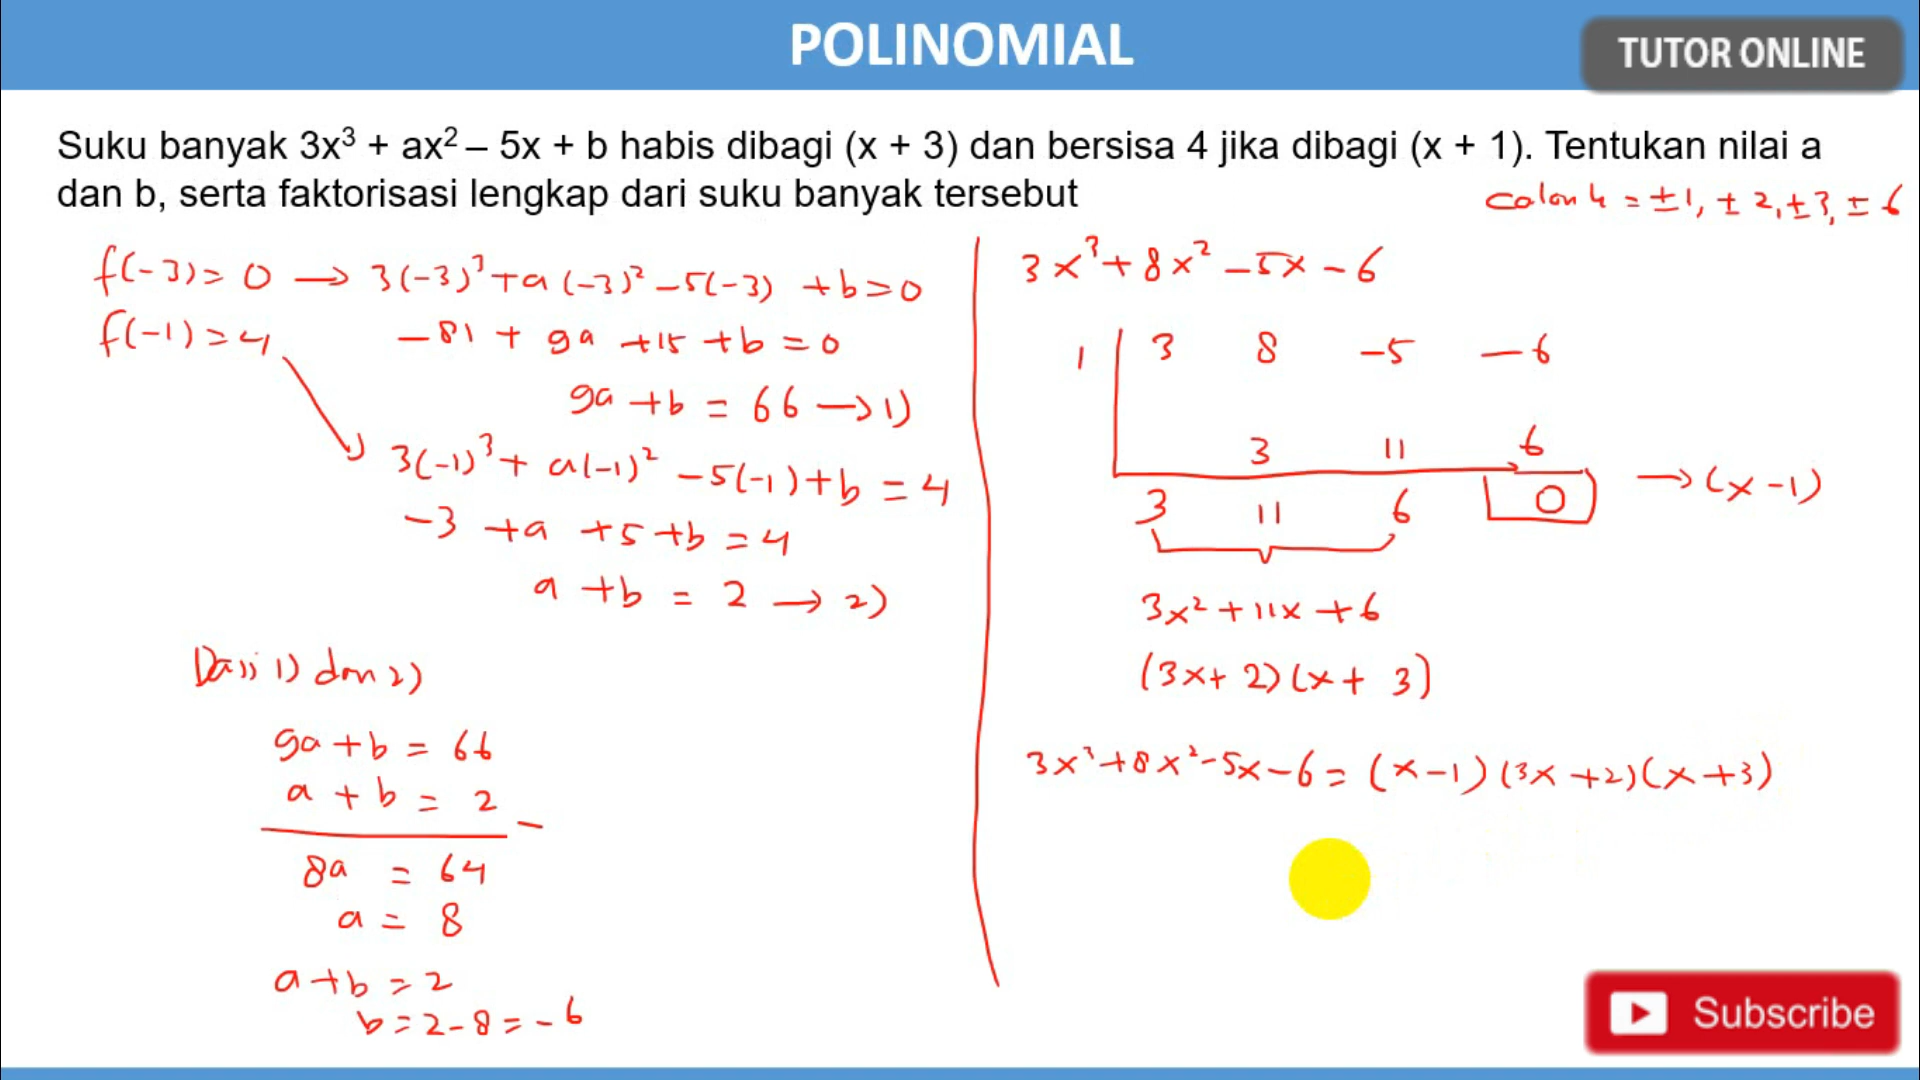 POLINOMIAL
TUTOR ONLINE
Suku banyak 3x³ + ax² – 5x + b habis dibagi (x + 3) dan bersisa 4 jika dibagi (x + 1). Tentukan nilai a
dan b, serta faktorisasi lengkap dari suku banyak tersebut
f(-3) = 0 → 3(-3)³ + a(-3)² - 5(-3) + b = 0
f(-1) = 4
-81 + 9a + 15 + b = 0
9a + b = 66 → 1)
3(-1)³ + a(-1)² - 5(-1) + b = 4
-3 + a + 5 + b = 4
a + b = 2 → 2)
Dari 1) dan 2)
9a + b = 66
a + b = 2 -
8a = 64
a = 8
a + b = 2
b = 2 - 8 = -6
calon = ±1, ±2, ±3, ±6
3x³ + 8x² - 5x - 6
1 | 3 8 -5 -6
3 11 6
3 11 6 0 → (x - 1)
3x² + 11x + 6
(3x + 2)(x + 3)
3x³ + 8x² - 5x - 6 = (x - 1)(3x + 2)(x + 3)
Subscribe